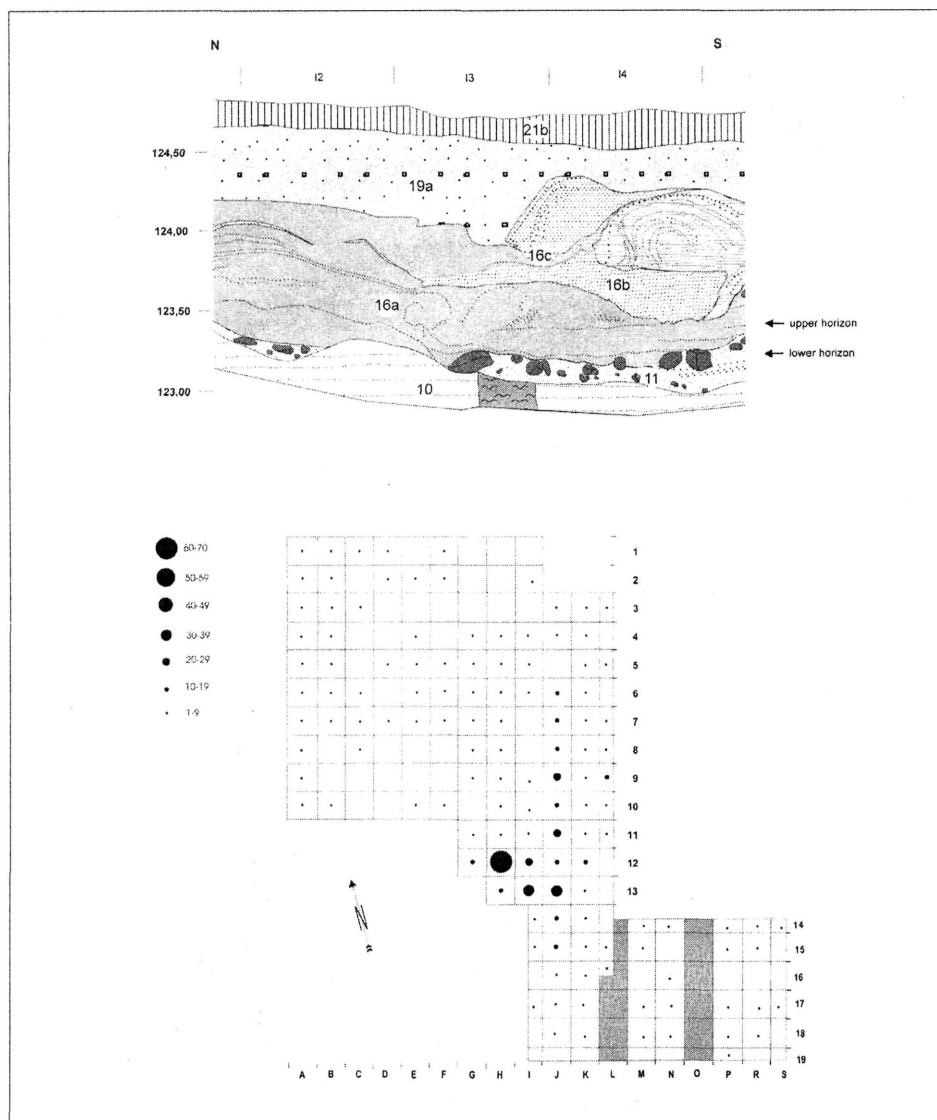 N S
I2 I3 I4
21b
124,50
19a
124,00
16c
16b
16a
123,50
upper horizon
lower horizon
11
10
123,00
60-70
50-59
40-49
30-39
20-29
10-19
1-9
1
2
3
4
5
6
7
8
9
10
11
12
13
N
14
15
16
17
18
19
A B C D E F G H I J K L M N O P R S